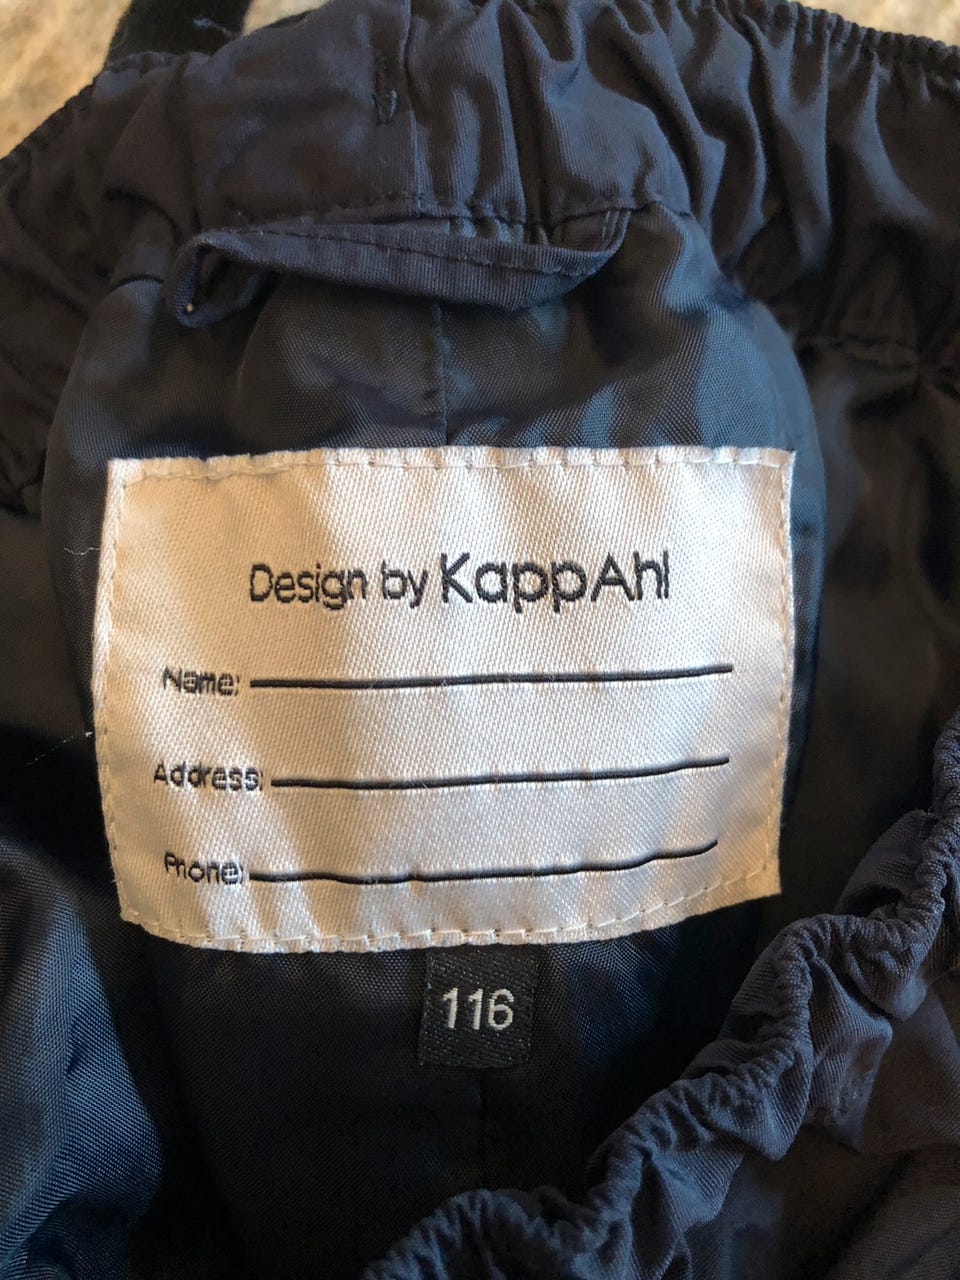 Design by KappAhl
Name:
Address:
Phone:
116